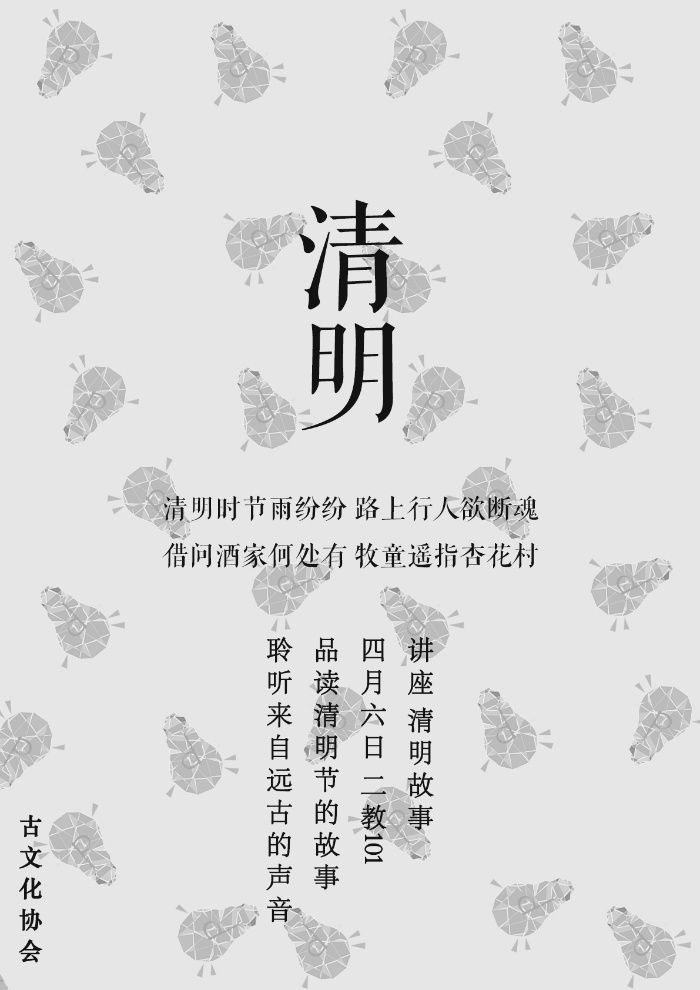 清明
清明时节雨纷纷 路上行人欲断魂
借问酒家何处有 牧童遥指杏花村
讲座 清明故事
四月六日 二教101
品读清明节的故事
聆听来自远古的声音
古文化协会